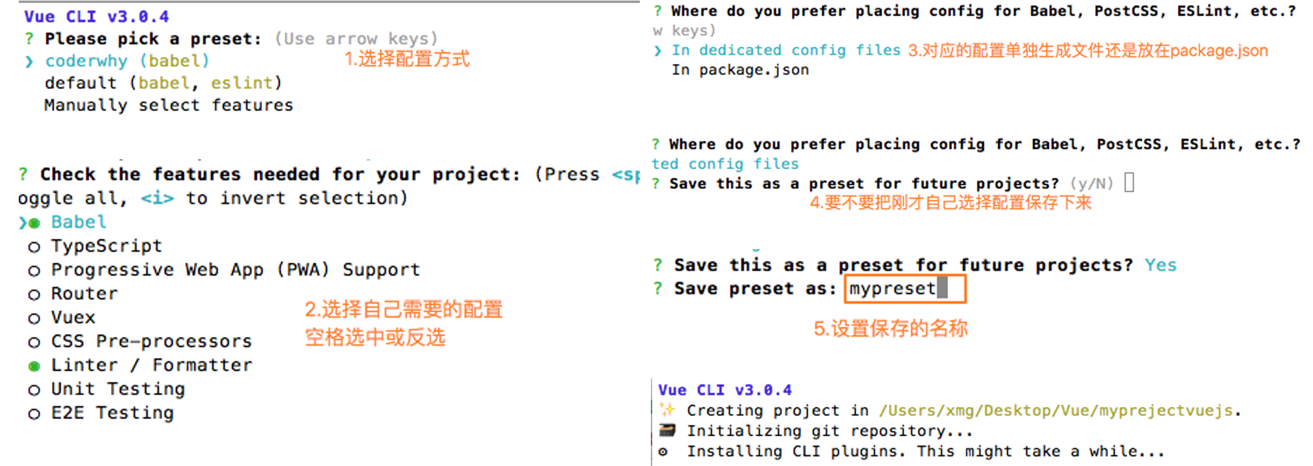 Vue CLI v3.0.4
? Please pick a preset: (Use arrow keys)
❯ coderwhy (babel)
default (babel, eslint)
Manually select features
1.选择配置方式
? Check the features needed for your project: (Press <sp
oggle all, <i> to invert selection)
❯◉ Babel
◯ TypeScript
◯ Progressive Web App (PWA) Support
◯ Router
◯ Vuex
◯ CSS Pre-processors
◉ Linter / Formatter
◯ Unit Testing
◯ E2E Testing
2.选择自己需要的配置
空格选中或反选
? Where do you prefer placing config for Babel, PostCSS, ESLint, etc.?
w keys)
❯ In dedicated config files
3.对应的配置单独生成文件还是放在package.json
In package.json
? Where do you prefer placing config for Babel, PostCSS, ESLint, etc.?
ted config files
? Save this as a preset for future projects? (y/N)
4.要不要把刚才自己选择配置保存下来
? Save this as a preset for future projects? Yes
? Save preset as: mypreset
5.设置保存的名称
Vue CLI v3.0.4
✨ Creating project in /Users/xmg/Desktop/Vue/myprejectvuejs.
🗃 Initializing git repository...
⚙ Installing CLI plugins. This might take a while...